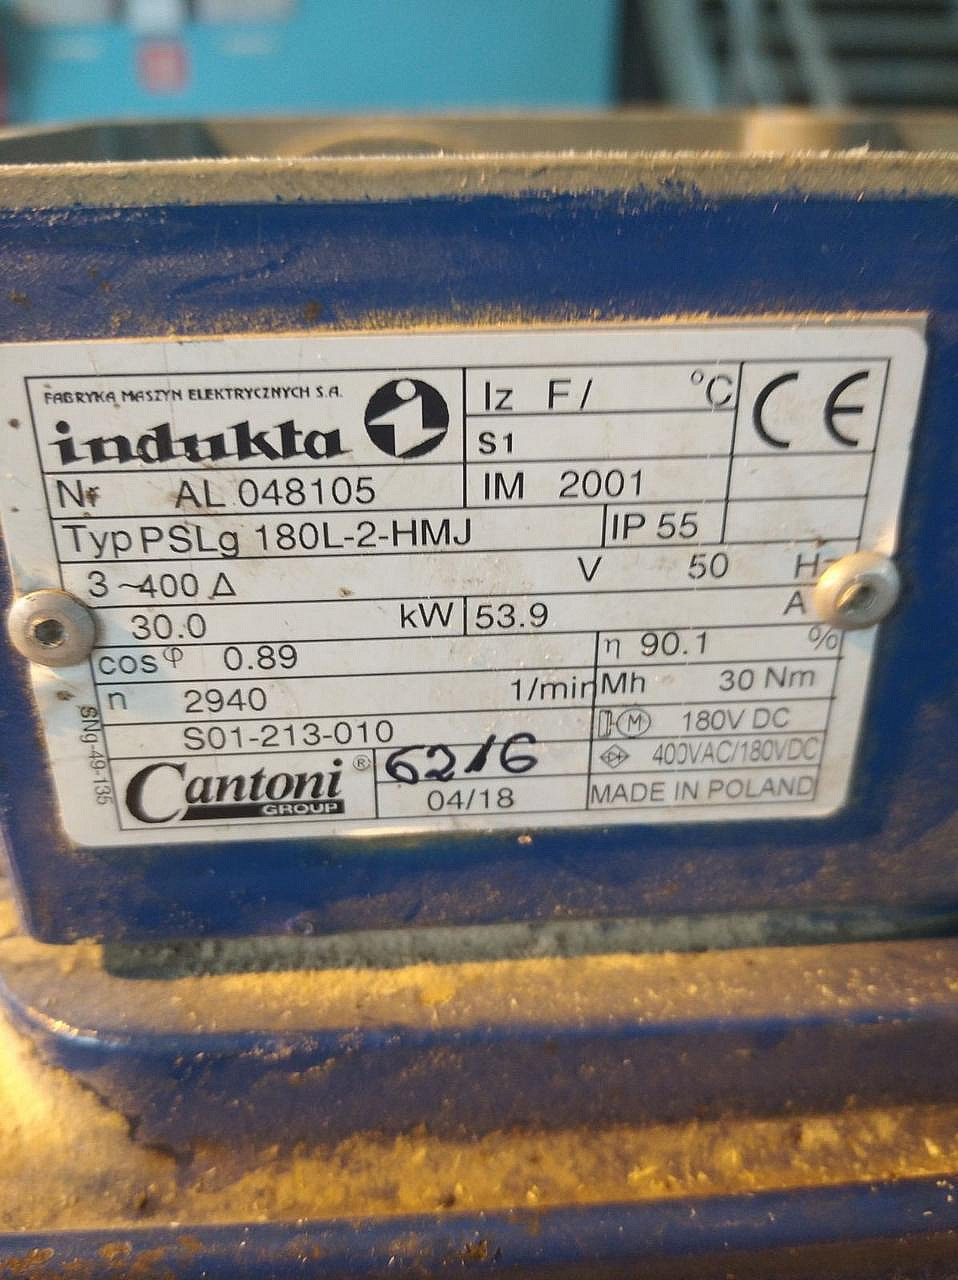 FABRYKA MASZYN ELEKTRYCZNYCH S.A.
indukta
Iz F/ °C
CE
S1
Nr AL 048105
IM 2001
Typ PSLg 180L-2-HMJ
IP 55
3~400 Δ V 50 Hz
30.0 kW 53.9 A
cos φ 0.89
η 90.1 %
n 2940 1/min
Mh 30 Nm
S01-213-010
M 180V DC
400VAC/180VDC
SNg-49-135
Cantoni ®
GROUP
6216
04/18
MADE IN POLAND